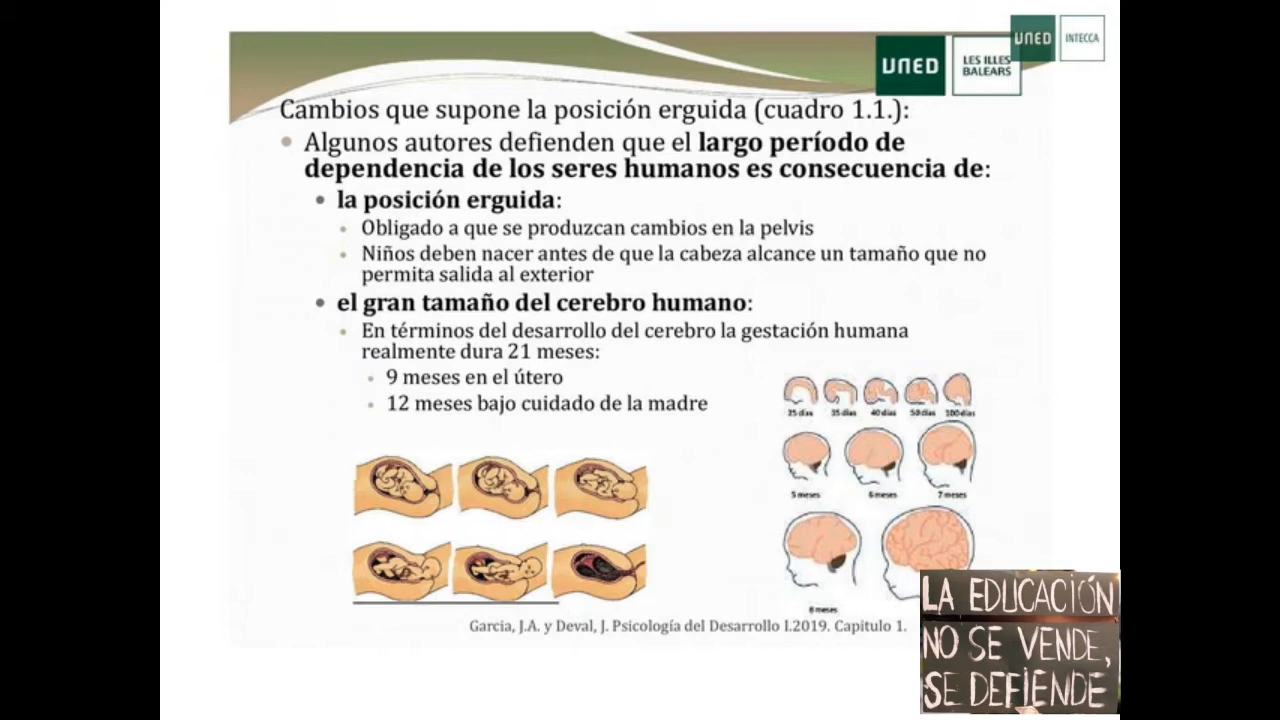 UNED
INTECCA
UNED
LES ILLES
BALEARS
Cambios que supone la posición erguida (cuadro 1.1.):
Algunos autores defienden que el largo período de
dependencia de los seres humanos es consecuencia de:
la posición erguida:
Obligado a que se produzcan cambios en la pelvis
Niños deben nacer antes de que la cabeza alcance un tamaño que no
permita salida al exterior
el gran tamaño del cerebro humano:
En términos del desarrollo del cerebro la gestación humana
realmente dura 21 meses:
9 meses en el útero
12 meses bajo cuidado de la madre
25 días 35 días 40 días 50 días 100 días
5 meses 6 meses 7 meses
8 meses
Garcia, J.A. y Deval, J. Psicología del Desarrollo I.2019. Capitulo 1.
LA EDUCACIÓN
NO SE VENDE,
SE DEFIENDE